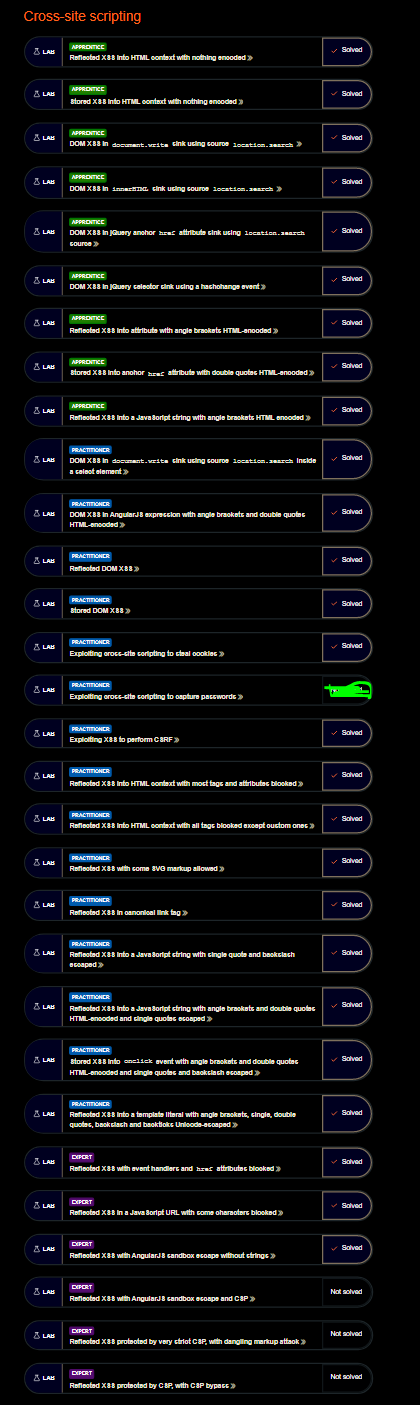 Cross-site scripting
LAB
APPRENTICE
Reflected XSS into HTML context with nothing encoded »
Solved
LAB
APPRENTICE
Stored XSS into HTML context with nothing encoded »
Solved
LAB
APPRENTICE
DOM XSS in document.write sink using source location.search »
Solved
LAB
APPRENTICE
DOM XSS in innerHTML sink using source location.search »
Solved
LAB
APPRENTICE
DOM XSS in jQuery anchor href attribute sink using location.search
source »
Solved
LAB
APPRENTICE
DOM XSS in jQuery selector sink using a hashchange event »
Solved
LAB
APPRENTICE
Reflected XSS into attribute with angle brackets HTML-encoded »
Solved
LAB
APPRENTICE
Stored XSS into anchor href attribute with double quotes HTML-encoded »
Solved
LAB
APPRENTICE
Reflected XSS into a JavaScript string with angle brackets HTML encoded »
Solved
LAB
PRACTITIONER
DOM XSS in document.write sink using source location.search inside
a select element »
Solved
LAB
PRACTITIONER
DOM XSS in AngularJS expression with angle brackets and double quotes
HTML-encoded »
Solved
LAB
PRACTITIONER
Reflected DOM XSS »
Solved
LAB
PRACTITIONER
Stored DOM XSS »
Solved
LAB
PRACTITIONER
Exploiting cross-site scripting to steal cookies »
Solved
LAB
PRACTITIONER
Exploiting cross-site scripting to capture passwords »
LAB
PRACTITIONER
Exploiting XSS to perform CSRF »
Solved
LAB
PRACTITIONER
Reflected XSS into HTML context with most tags and attributes blocked »
Solved
LAB
PRACTITIONER
Reflected XSS into HTML context with all tags blocked except custom ones »
Solved
LAB
PRACTITIONER
Reflected XSS with some SVG markup allowed »
Solved
LAB
PRACTITIONER
Reflected XSS in canonical link tag »
Solved
LAB
PRACTITIONER
Reflected XSS into a JavaScript string with single quote and backslash
escaped »
Solved
LAB
PRACTITIONER
Reflected XSS into a JavaScript string with angle brackets and double quotes
HTML-encoded and single quotes escaped »
Solved
LAB
PRACTITIONER
Stored XSS into onclick event with angle brackets and double quotes
HTML-encoded and single quotes and backslash escaped »
Solved
LAB
PRACTITIONER
Reflected XSS into a template literal with angle brackets, single, double
quotes, backslash and backticks Unicode-escaped »
Solved
LAB
EXPERT
Reflected XSS with event handlers and href attributes blocked »
Solved
LAB
EXPERT
Reflected XSS in a JavaScript URL with some characters blocked »
Solved
LAB
EXPERT
Reflected XSS with AngularJS sandbox escape without strings »
Solved
LAB
EXPERT
Reflected XSS with AngularJS sandbox escape and CSP »
Not solved
LAB
EXPERT
Reflected XSS protected by very strict CSP, with dangling markup attack »
Not solved
LAB
EXPERT
Reflected XSS protected by CSP, with CSP bypass »
Not solved